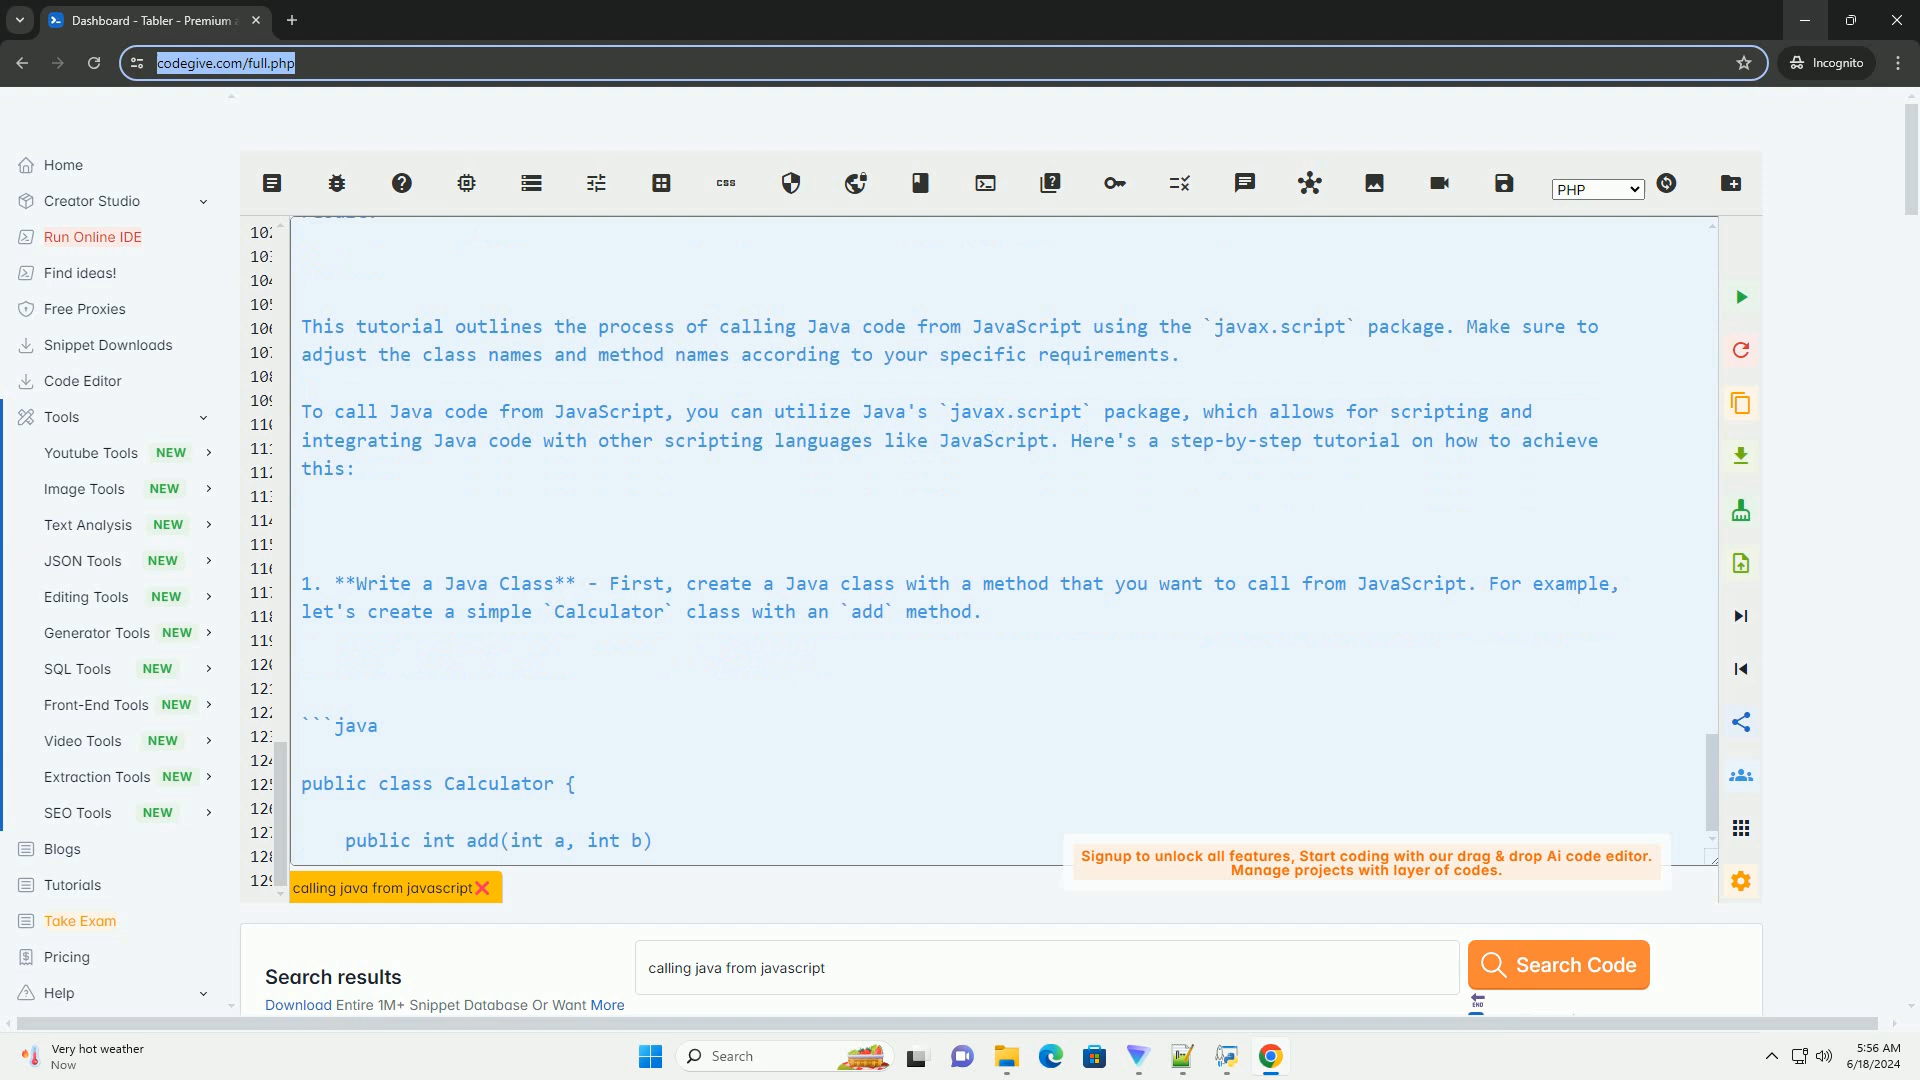 Dashboard - Tabler - Premium
codegive.com/full.php
Incognito
Home
Creator Studio
Run Online IDE
Find ideas!
Free Proxies
Snippet Downloads
Code Editor
Tools
Youtube Tools NEW
Image Tools NEW
Text Analysis NEW
JSON Tools NEW
Editing Tools NEW
Generator Tools NEW
SQL Tools NEW
Front-End Tools NEW
Video Tools NEW
Extraction Tools NEW
SEO Tools NEW
Blogs
Tutorials
Take Exam
Pricing
Help
css
PHP
This tutorial outlines the process of calling Java code from JavaScript using the `javax.script` package. Make sure to
adjust the class names and method names according to your specific requirements.
To call Java code from JavaScript, you can utilize Java's `javax.script` package, which allows for scripting and
integrating Java code with other scripting languages like JavaScript. Here's a step-by-step tutorial on how to achieve
this:
1. **Write a Java Class** - First, create a Java class with a method that you want to call from JavaScript. For example,
let's create a simple `Calculator` class with an `add` method.
```java
public class Calculator {
public int add(int a, int b)
Signup to unlock all features, Start coding with our drag & drop Ai code editor.
Manage projects with layer of codes.
calling java from javascript
Search results
Download Entire 1M+ Snippet Database Or Want More
calling java from javascript
Search Code
END
Very hot weather
Now
Search
5:56 AM
6/18/2024